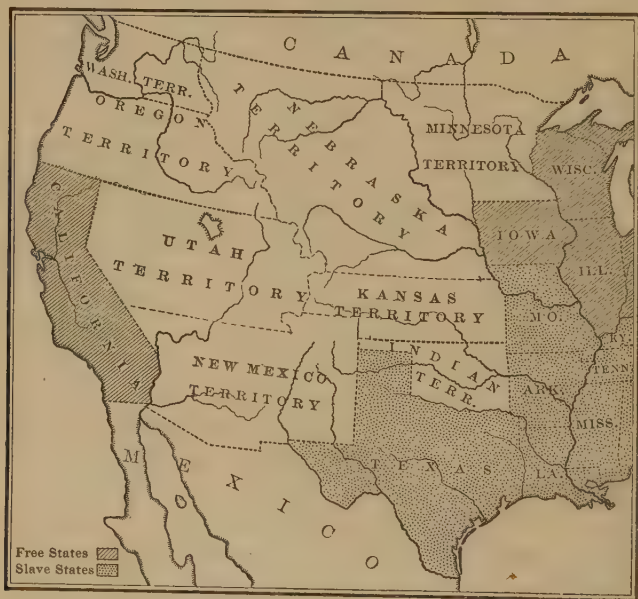 CANADA
WASH. TERR.
OREGON
TERRITORY
NEBRASKA
TERRITORY
MINNESOTA
TERRITORY
WISC.
IOWA
ILL.
CALIFORNIA
UTAH
TERRITORY
KANSAS
TERRITORY
MO.
KY.
TENN
NEW MEXICO
TERRITORY
INDIAN
TERR.
ARK.
MISS.
TEXAS
LA.
MEXICO
Free States
Slave States